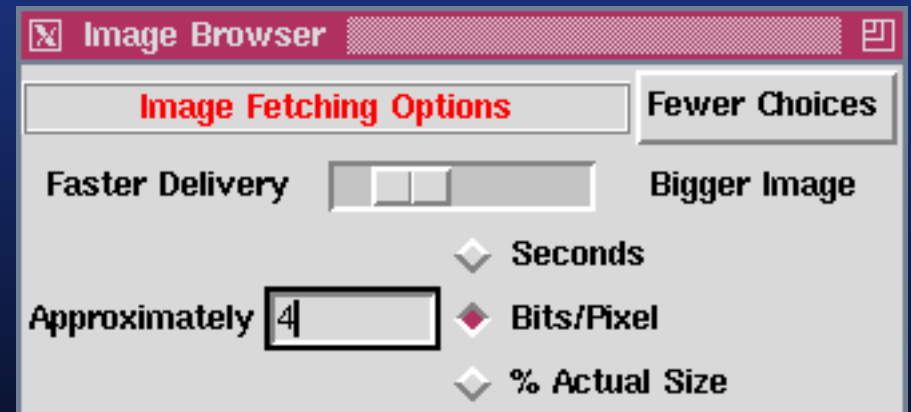 Image Browser
Image Fetching Options
Fewer Choices
Faster Delivery
Bigger Image
Seconds
Approximately 4
Bits/Pixel
% Actual Size